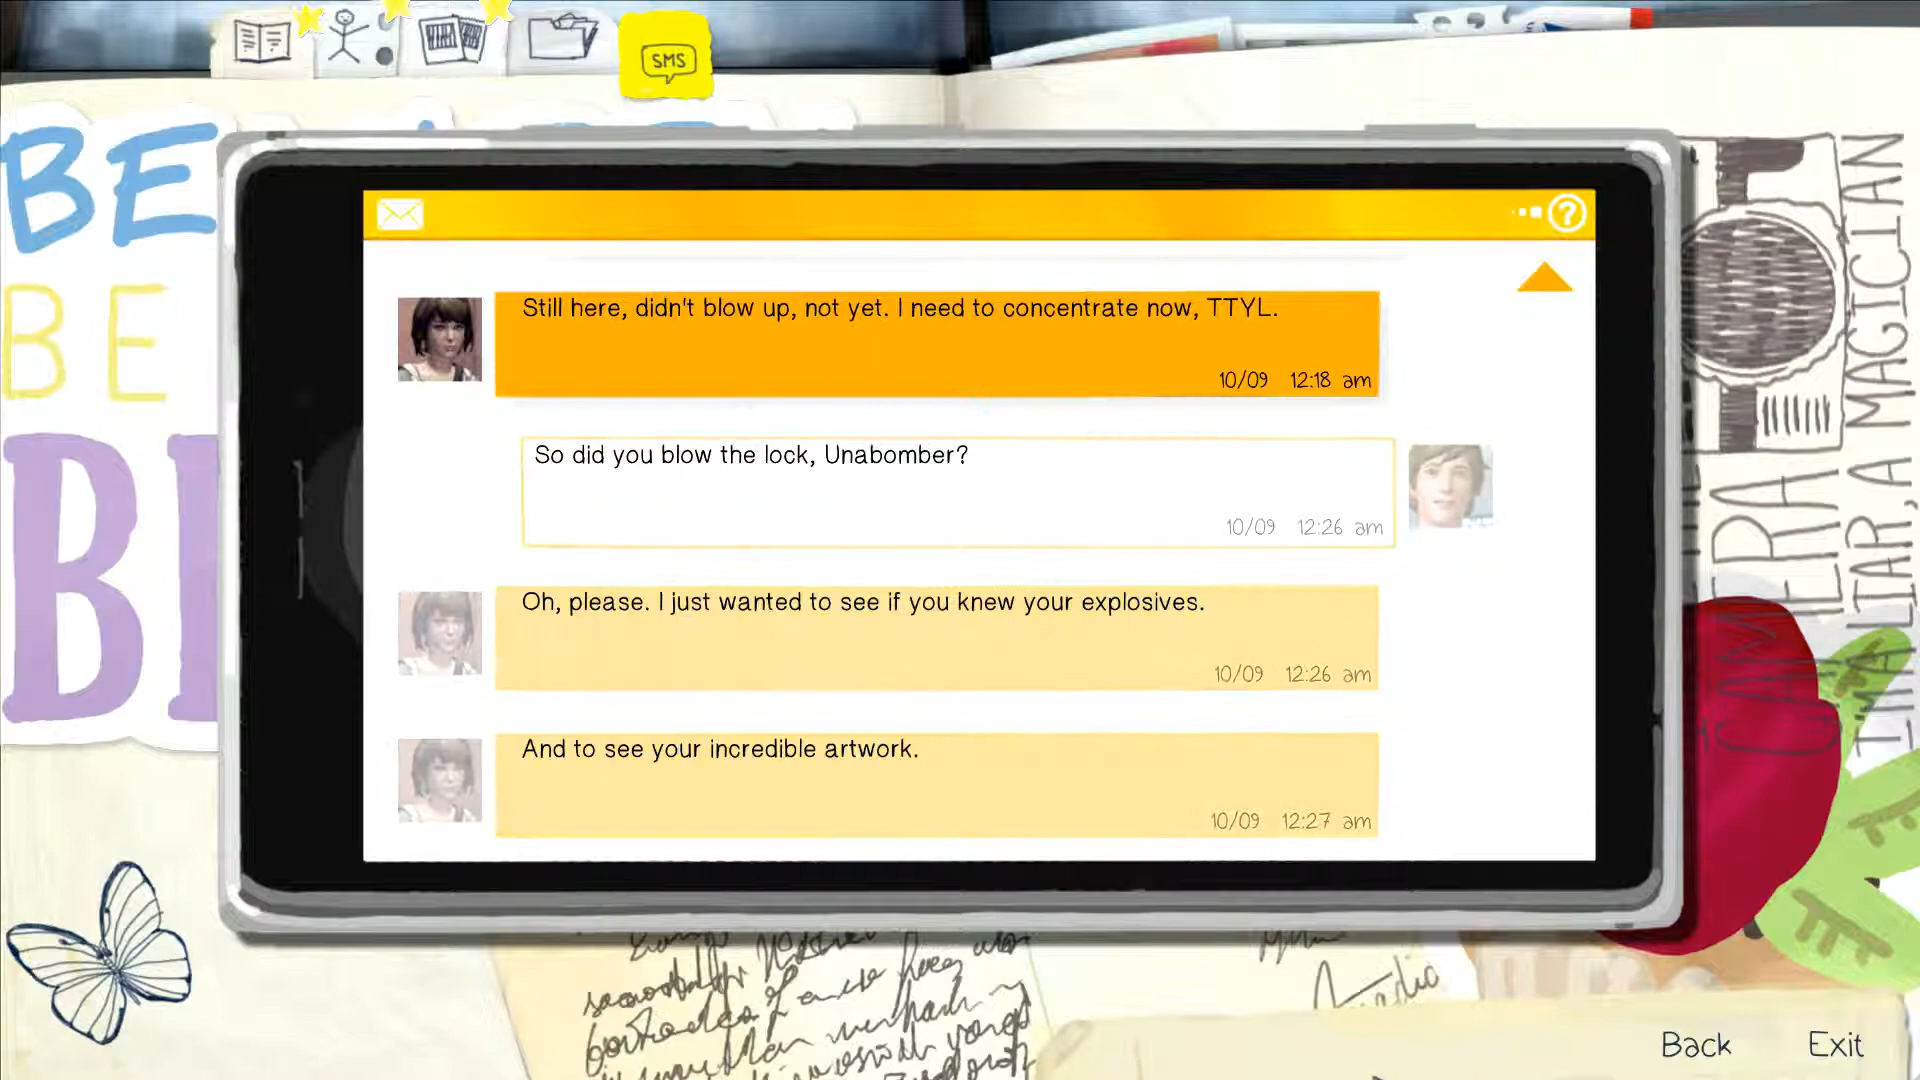 SMS
BE
BE
Still here, didn't blow up, not yet. I need to concentrate now, TTYL.
10/09 12:18 am
So did you blow the lock, Unabomber?
10/09 12:26 am
Oh, please. I just wanted to see if you knew your explosives.
10/09 12:26 am
And to see your incredible artwork.
10/09 12:27 am
LIAR, A MAGICIAN
Back
Exit